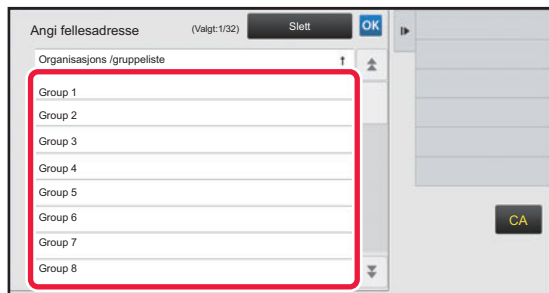 Angi fellesadresse (Valgt:1/32) Slett OK
Organisasjons /gruppeliste
Group 1
Group 2
Group 3
Group 4
Group 5
Group 6
CA
Group 7
Group 8